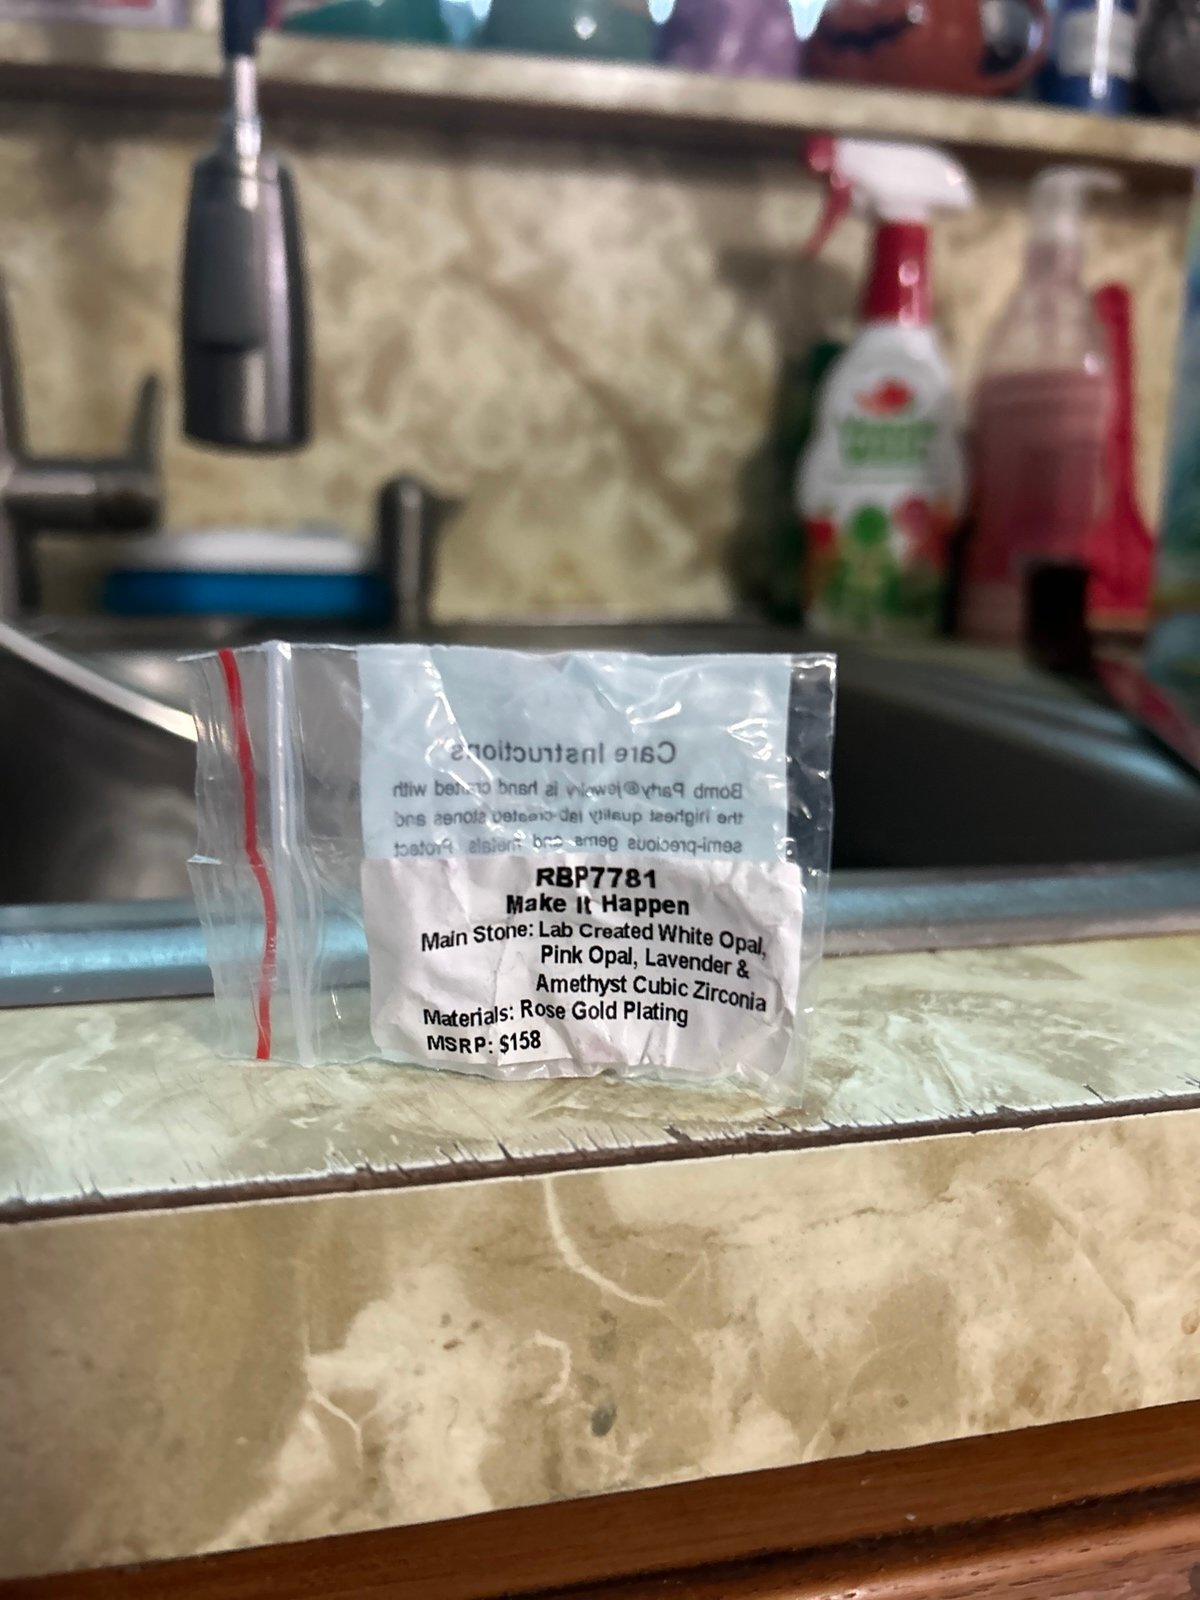 Care Instructions
Bomb Party® jewelry is hand crafted with
the highest quality lab-created stones and
semi-precious gems and metals. Protect
RBP7781
Make It Happen
Main Stone: Lab Created White Opal,
Pink Opal, Lavender &
Amethyst Cubic Zirconia
Materials: Rose Gold Plating
MSRP: $158